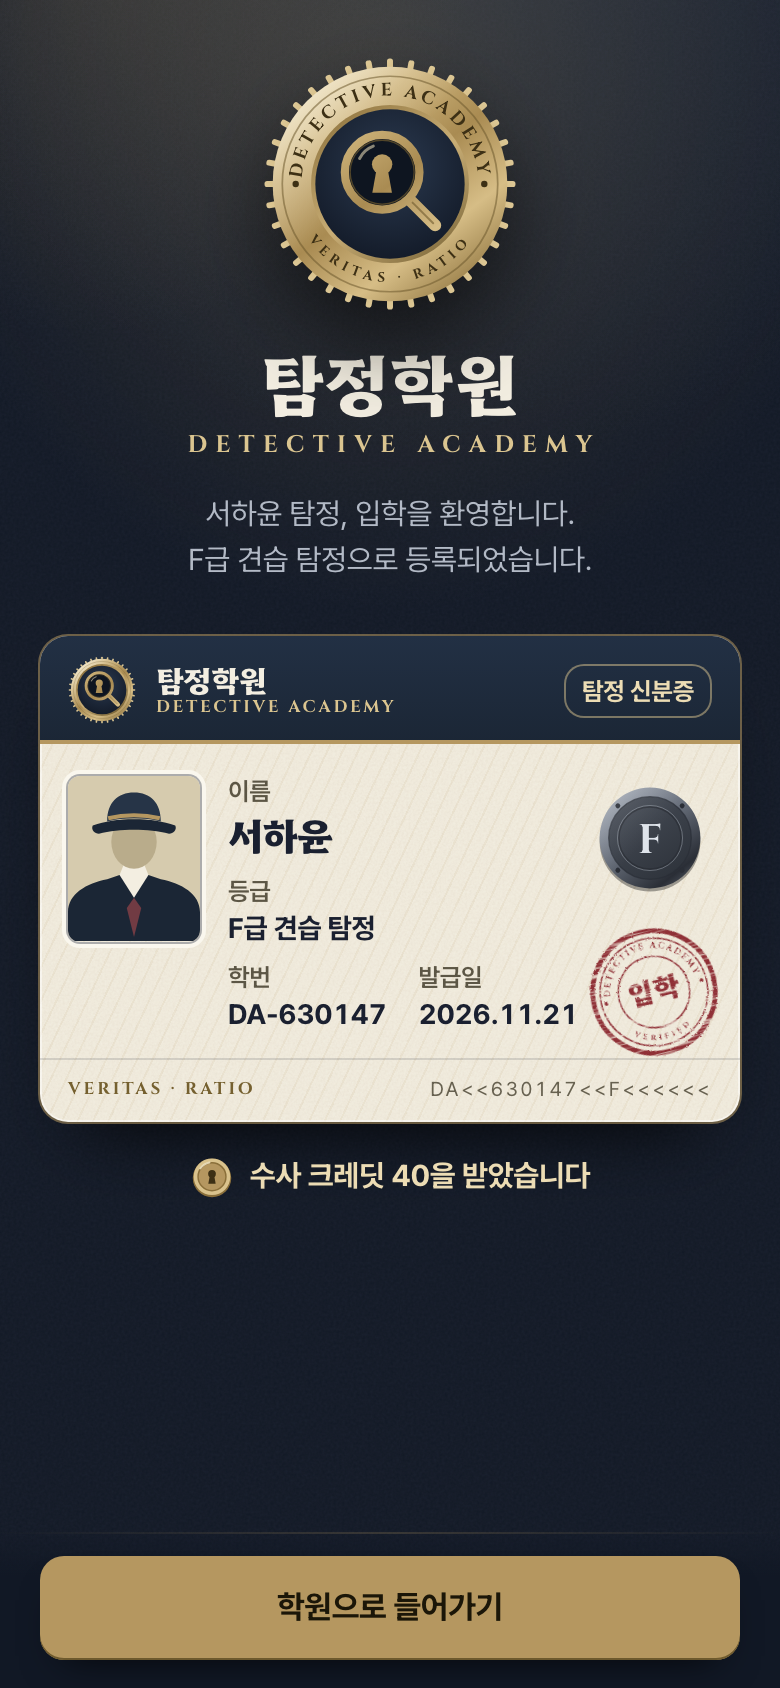 DETECTIVE ACADEMY
VERITAS · RATIO
탐정학원
DETECTIVE ACADEMY
서하윤 탐정, 입학을 환영합니다.
F급 견습 탐정으로 등록되었습니다.
탐정학원
DETECTIVE ACADEMY
탐정 신분증
이름
서하윤
F
등급
F급 견습 탐정
학번
DA-630147
발급일
2026.11.21
DETECTIVE ACADEMY
입학
VERIFIED
VERITAS · RATIO
DA<<630147<<F<<<<<<
수사 크레딧 40을 받았습니다
학원으로 들어가기